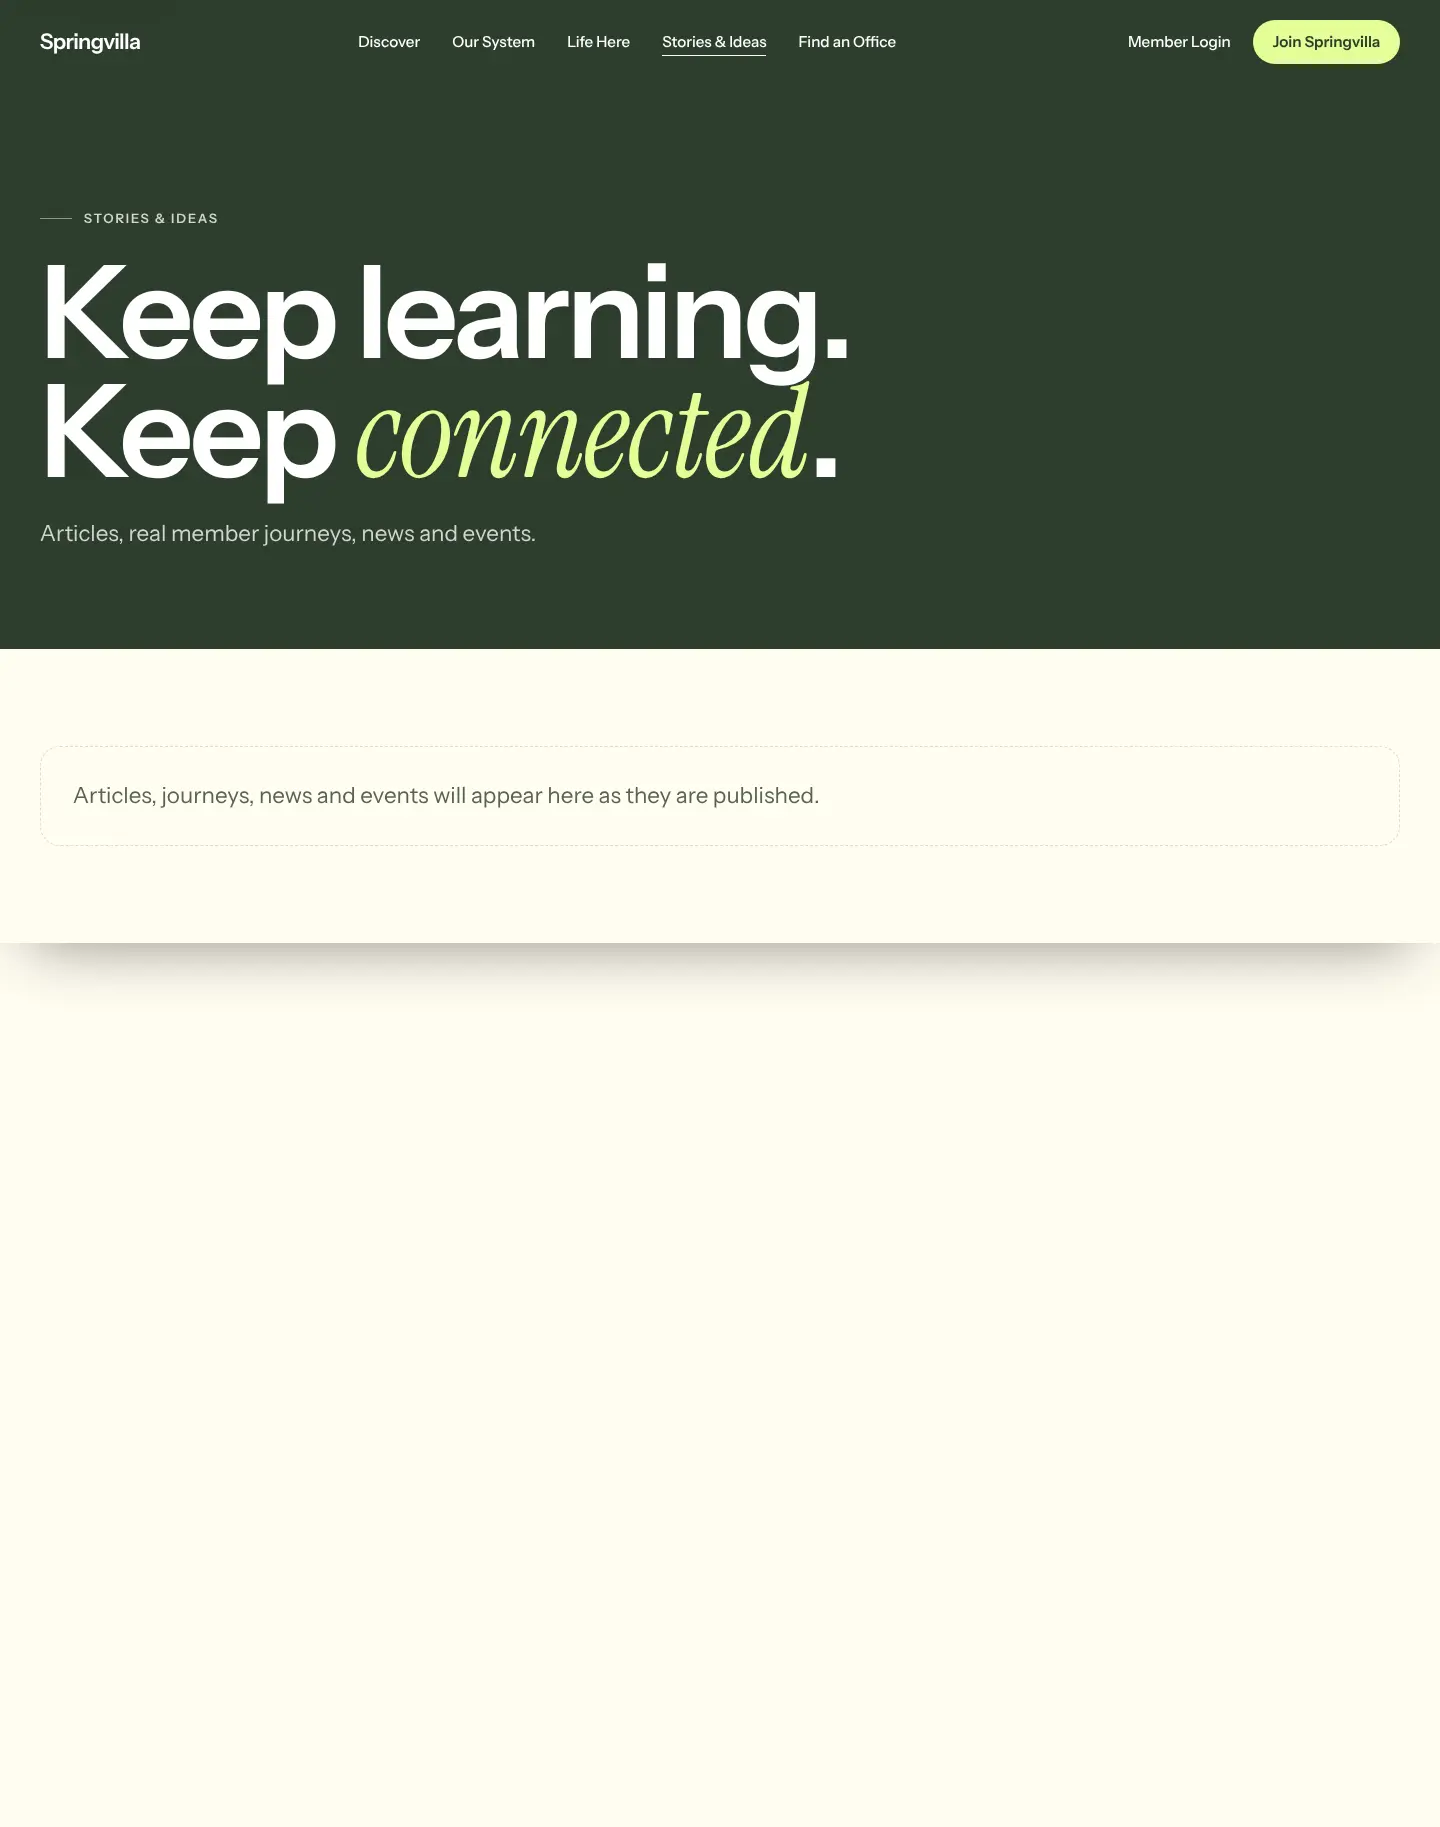 Springvilla
Discover
Our System
Life Here
Stories & Ideas
Find an Office
Member Login
Join Springvilla
STORIES & IDEAS
Keep learning.
Keep connected.
Articles, real member journeys, news and events.
Articles, journeys, news and events will appear here as they are published.